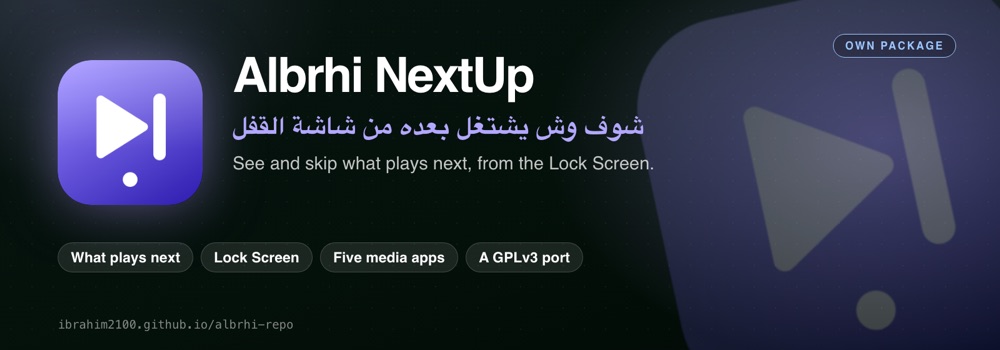 OWN PACKAGE
Albrhi NextUp
شوف وش يشتغل بعده من شاشة القفل
See and skip what plays next, from the Lock Screen.
What plays next
Lock Screen
Five media apps
A GPLv3 port
ibrahim2100.github.io/albrhi-repo